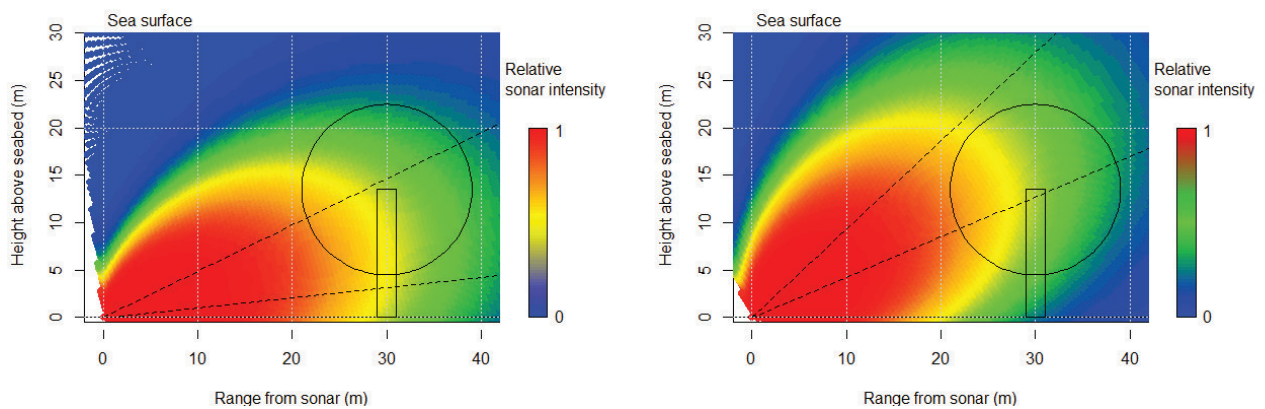 Sea surface
30
25
20
15
10
5
0
Height above seabed (m)
0 10 20 30 40
Range from sonar (m)
Relative
sonar intensity
1
0
Sea surface
30
25
20
15
10
5
0
Height above seabed (m)
0 10 20 30 40
Range from sonar (m)
Relative
sonar intensity
1
0